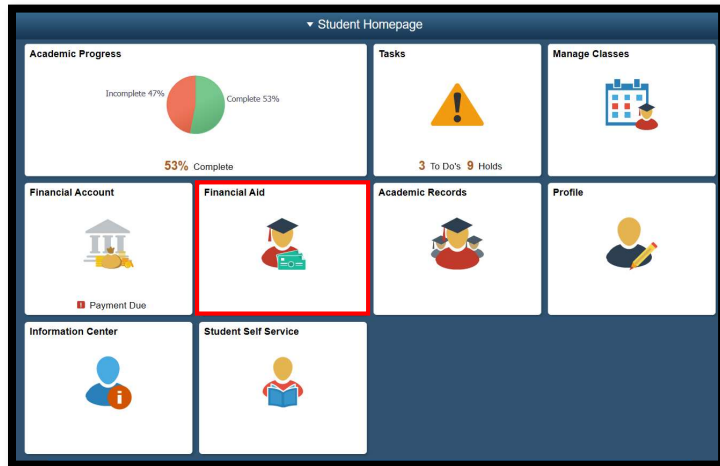 ▾ Student Homepage
Academic Progress
Tasks
Manage Classes
Incomplete 47%
Complete 53%
53% Complete
3 To Do's 9 Holds
Financial Account
Financial Aid
Academic Records
Profile
Payment Due
Information Center
Student Self Service